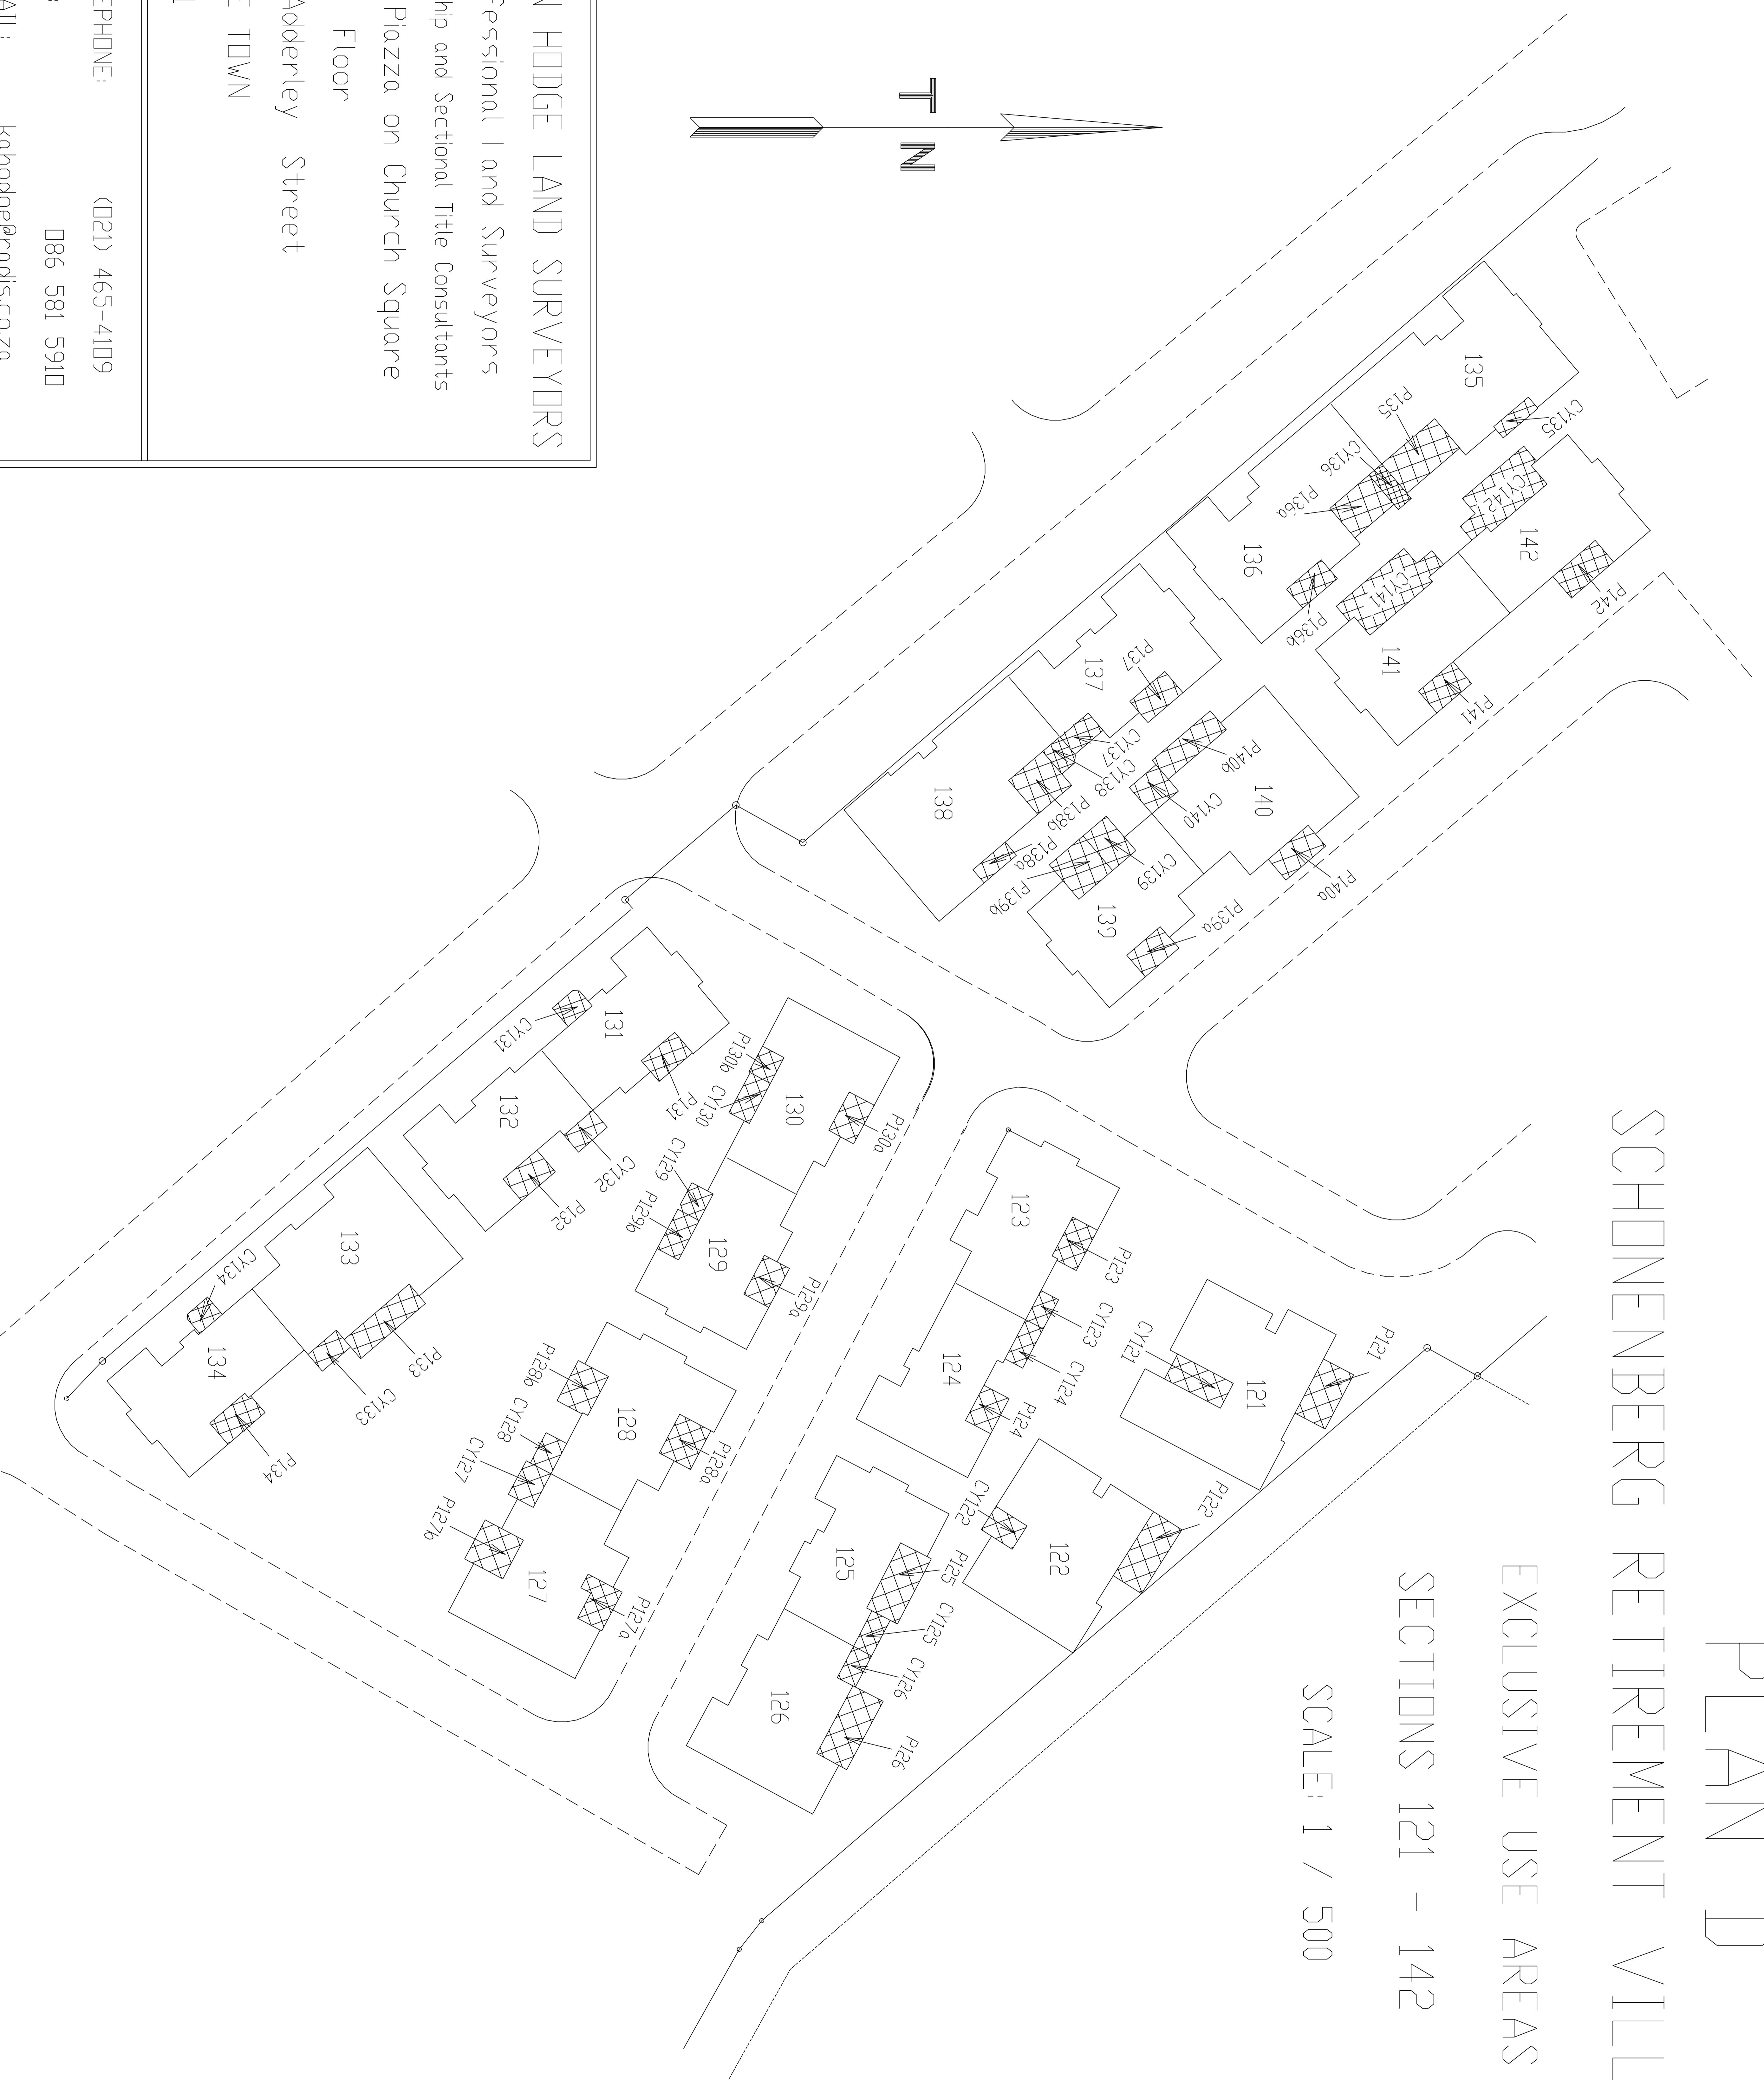 PLAN D
SCHONENBERG RETIREMENT VILL
EXCLUSIVE USE AREAS
SECTIONS 121 - 142
SCALE: 1 / 500
T N
135
P135
CY135
CY136
P136a
136
P136b
CY142
142
P142
CY141
141
P141
137
P137
CY137
CY138
P138b
138
P138a
P140b
140
CY140
P140a
CY139
P139b
139
P139a
131
CY131
P131
132
CY132
P132
133
P133
CY133
CY134
134
P134
P130b
CY130
130
P130a
CY129
P129b
129
P129a
P128b
128
CY128
P128a
CY127
P127b
127
P127a
123
P123
CY123
124
CY124
P124
CY121
121
P121
CY122
122
P122
125
P125
CY125
126
CY126
P126
HODGE LAND SURVEYORS
Land Surveyors
and Sectional Title Consultants
Piazza on Church Square
Floor
Adderley Street
TOWN
(021) 465-4109
086 581 5910
kahodge@radis.co.za